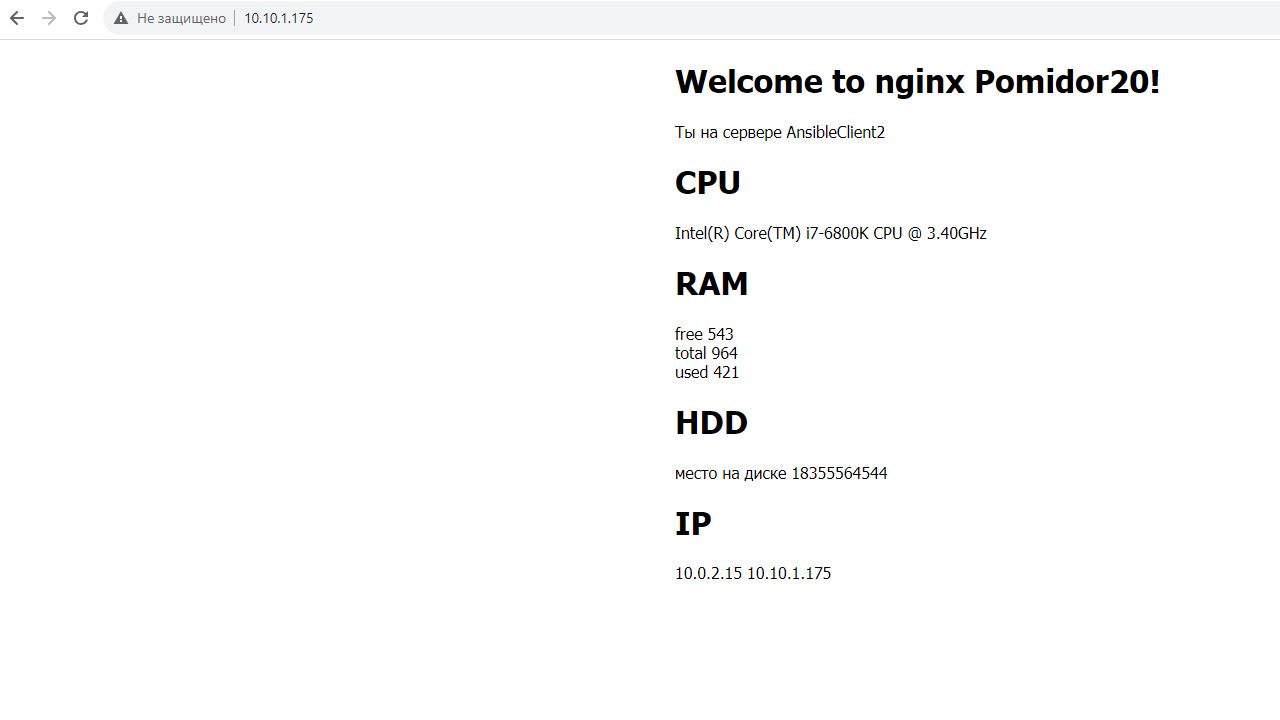 Не защищено 10.10.1.175
Welcome to nginx Pomidor20!
Ты на сервере AnsibleClient2
CPU
Intel(R) Core(TM) i7-6800K CPU @ 3.40GHz
RAM
free 543
total 964
used 421
HDD
место на диске 18355564544
IP
10.0.2.15 10.10.1.175